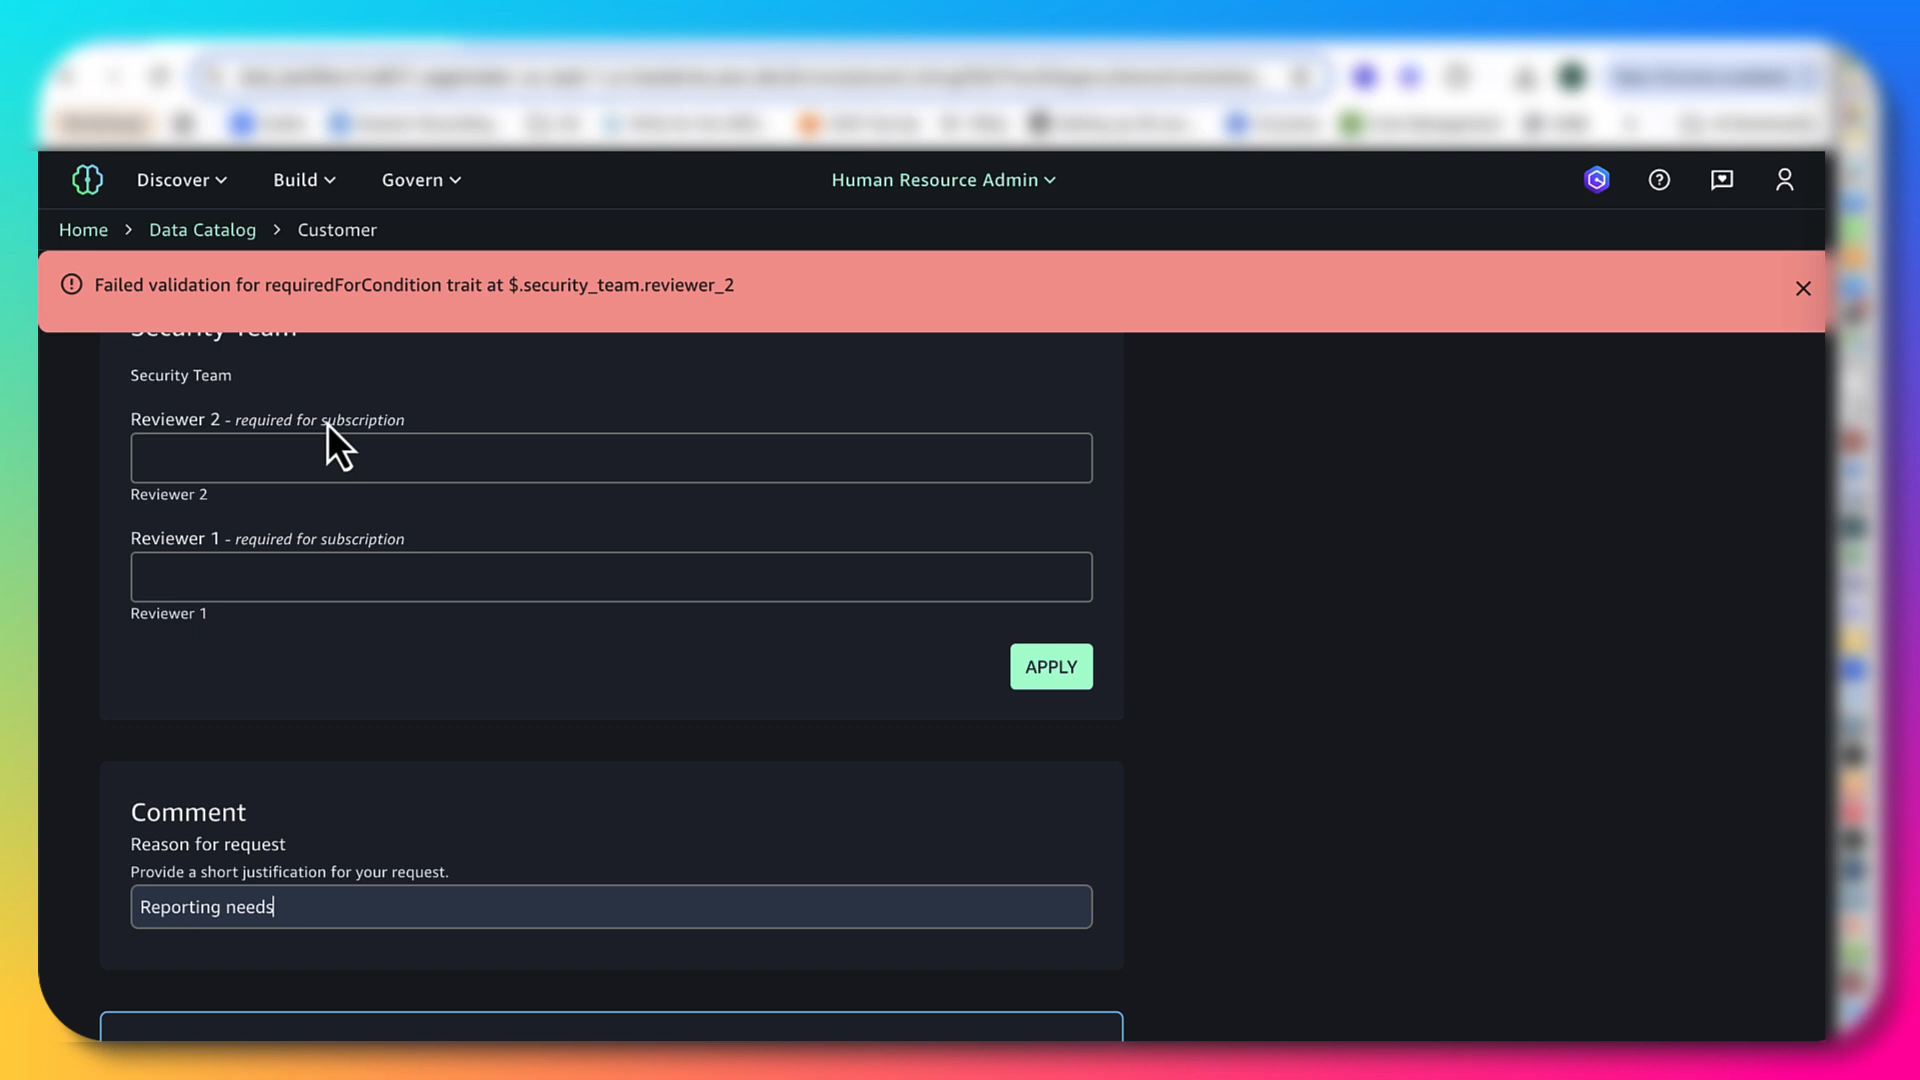 Discover
Build
Govern
Human Resource Admin
Home > Data Catalog > Customer
Failed validation for requiredForCondition trait at $.security_team.reviewer_2
Security Team
Security Team
Reviewer 2 - required for subscription
Reviewer 2
Reviewer 1 - required for subscription
Reviewer 1
APPLY
Comment
Reason for request
Provide a short justification for your request.
Reporting needs